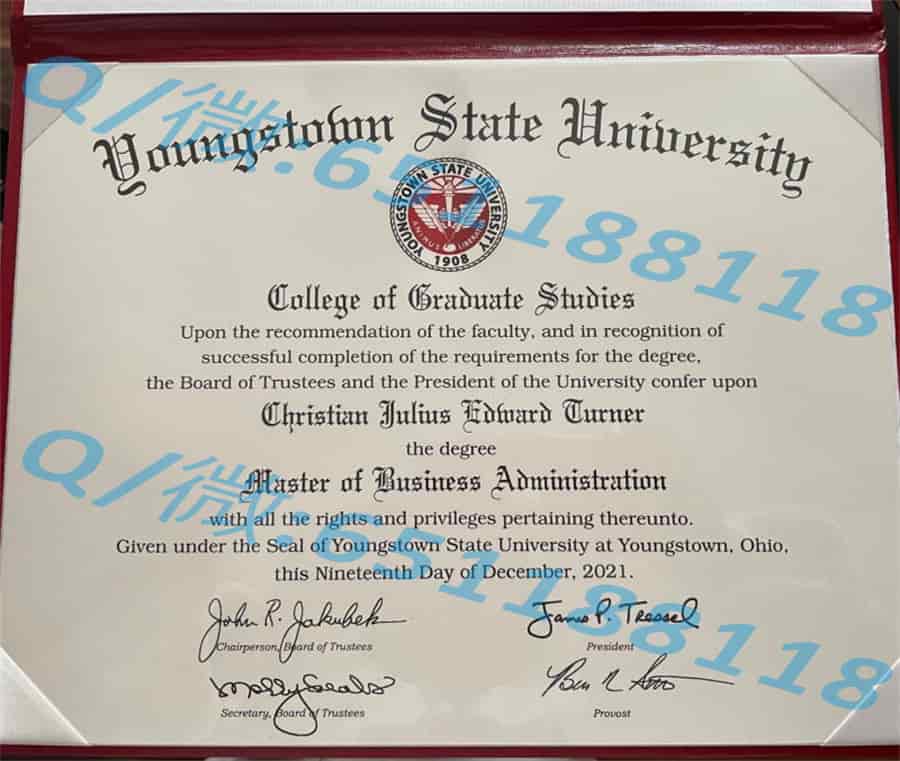 Youngstown State University
YOUNGSTOWN STATE UNIVERSITY
ANIMUS LIBERATUS
1908
Q/微:651188118
College of Graduate Studies
Upon the recommendation of the faculty, and in recognition of
successful completion of the requirements for the degree,
the Board of Trustees and the President of the University confer upon
Christian Julius Edward Turner
the degree
Master of Business Administration
Q/微:651188118
with all the rights and privileges pertaining thereunto.
Given under the Seal of Youngstown State University at Youngstown, Ohio,
this Nineteenth Day of December, 2021.
John R. Jakubek
James P. Tressel
Chairperson, Board of Trustees
President
Molly Seals
Secretary, Board of Trustees
Provost